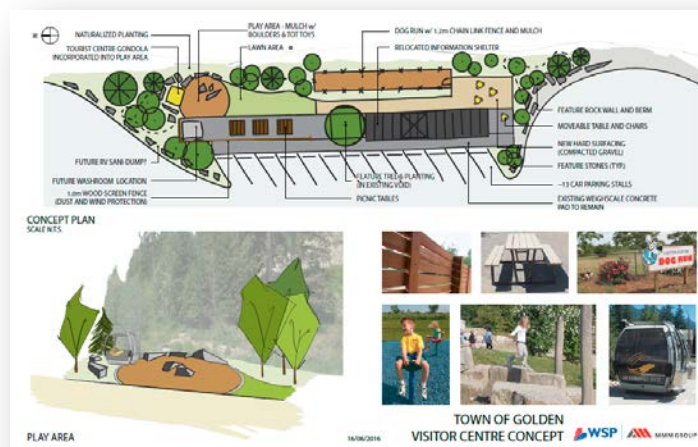 NATURALIZED PLANTING
TOURIST CENTRE GONDOLA
INCORPORATED INTO PLAY AREA
PLAY AREA - MULCH w/
BOULDERS & TOT TOYS
LAWN AREA
DOG RUN w/ 1.2m CHAIN LINK FENCE AND MULCH
RELOCATED INFORMATION SHELTER
FEATURE ROCK WALL AND BERM
MOVEABLE TABLE AND CHAIRS
NEW HARD SURFACING
(COMPACTED GRAVEL)
FEATURE STONES (TYP.)
~13 CAR PARKING STALLS
EXISTING WEIGHSCALE CONCRETE
PAD TO REMAIN
FUTURE RV SANI-DUMP?
FUTURE WASHROOM LOCATION
1.8m WOOD SCREEN FENCE
(DUST AND WIND PROTECTION)
FEATURE TREE & PLANTING
(IN EXISTING VOID)
PICNIC TABLES
CONCEPT PLAN
SCALE N.T.S.
DOG RUN
PLAY AREA
16/06/2016
TOWN OF GOLDEN
VISITOR CENTRE CONCEPT
WSP
MMM GROUP